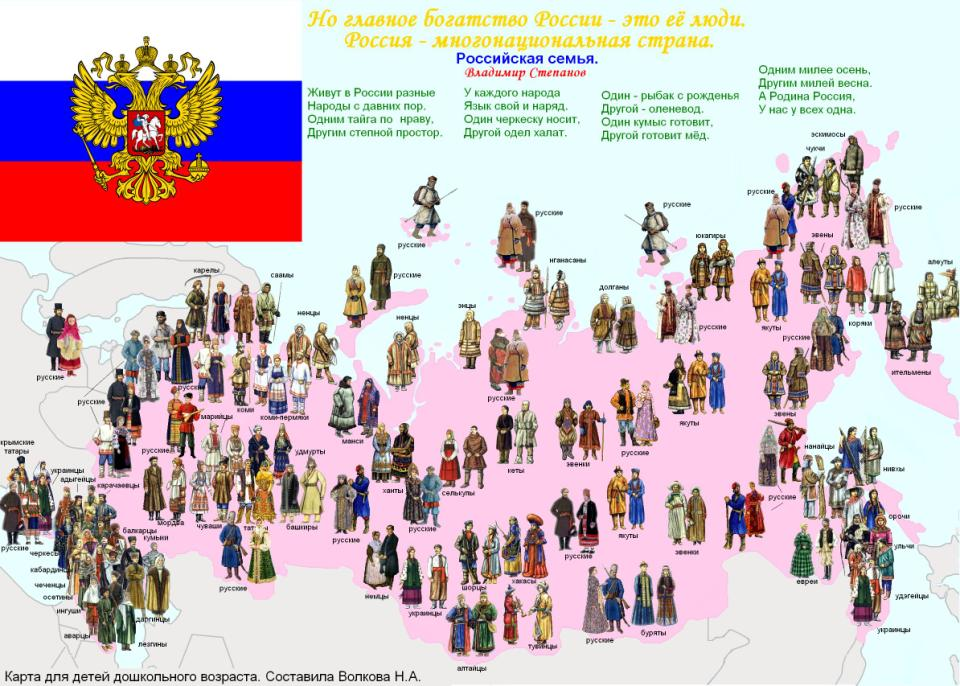 Но главное богатство России - это её люди.
Россия - многонациональная страна.
Российская семья.
Владимир Степанов
Живут в России разные
Народы с давних пор.
Одним тайга по нраву,
Другим степной простор.
У каждого народа
Язык свой и наряд.
Один черкеску носит,
Другой одел халат.
Один - рыбак с рожденья
Другой - оленевод.
Один кумыс готовит,
Другой готовит мёд.
Одним милее осень,
Другим милей весна.
А Родина Россия,
У нас у всех одна.
эскимосы
чукчи
русские
русские
русские
русские
русские
юкагиры
эвены
алеуты
карелы
саамы
русские
нганасаны
долганы
ненцы
ненцы
энцы
русские
якуты
русские
коряки
ительмены
русские
русские
русские
русские
марийцы
коми
коми-пермяки
манси
якуты
эвены
крымские
татары
украинцы
адыгейцы
карачаевцы
русские
удмурты
ханты
селькупы
кеты
эвенки
русские
нанайцы
нивхи
русские
русские
черкесы
балкарцы
кумыки
мордва
чуваши
башкиры
русские
русские
якуты
эвенки
орочи
ульчи
кабардин
чеченцы
осетины
ингуши
аварцы
даргинцы
лезгины
русские
немцы
украинцы
шорцы
хакасы
русские
евреи
удэгейцы
алтайцы
тувинцы
русские
буряты
украинцы
Карта для детей дошкольного возраста. Составила Волкова Н.А.